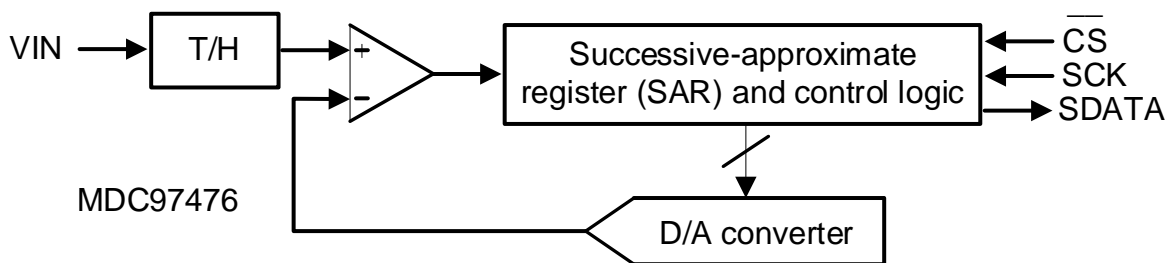 VIN
T/H
+
−
Successive-approximate
register (SAR) and control logic
CS
SCK
SDATA
MDC97476
D/A converter